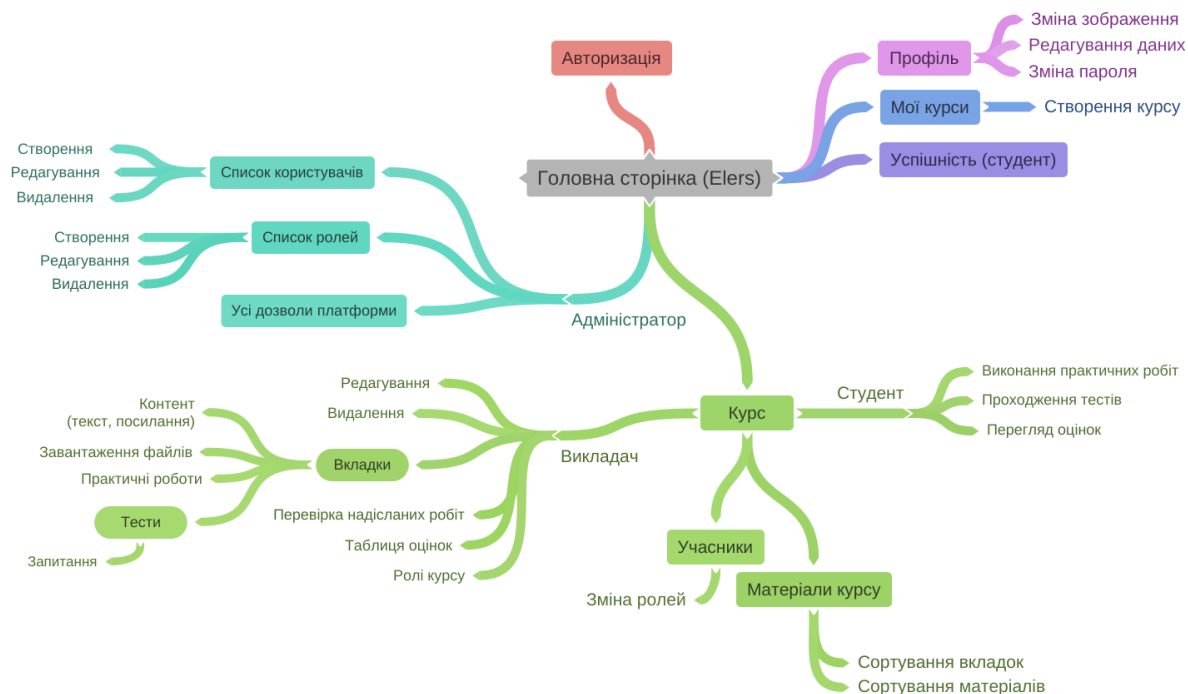 Авторизація
Головна сторінка (Elers)
Профіль
Зміна зображення
Редагування даних
Зміна пароля
Мої курси
Створення курсу
Успішність (студент)
Список користувачів
Створення
Редагування
Видалення
Список ролей
Створення
Редагування
Видалення
Усі дозволи платформи
Адміністратор
Курс
Студент
Виконання практичних робіт
Проходження тестів
Перегляд оцінок
Викладач
Редагування
Видалення
Вкладки
Контент
(текст, посилання)
Завантаження файлів
Практичні роботи
Тести
Запитання
Перевірка надісланих робіт
Таблиця оцінок
Ролі курсу
Учасники
Зміна ролей
Матеріали курсу
Сортування вкладок
Сортування матеріалів